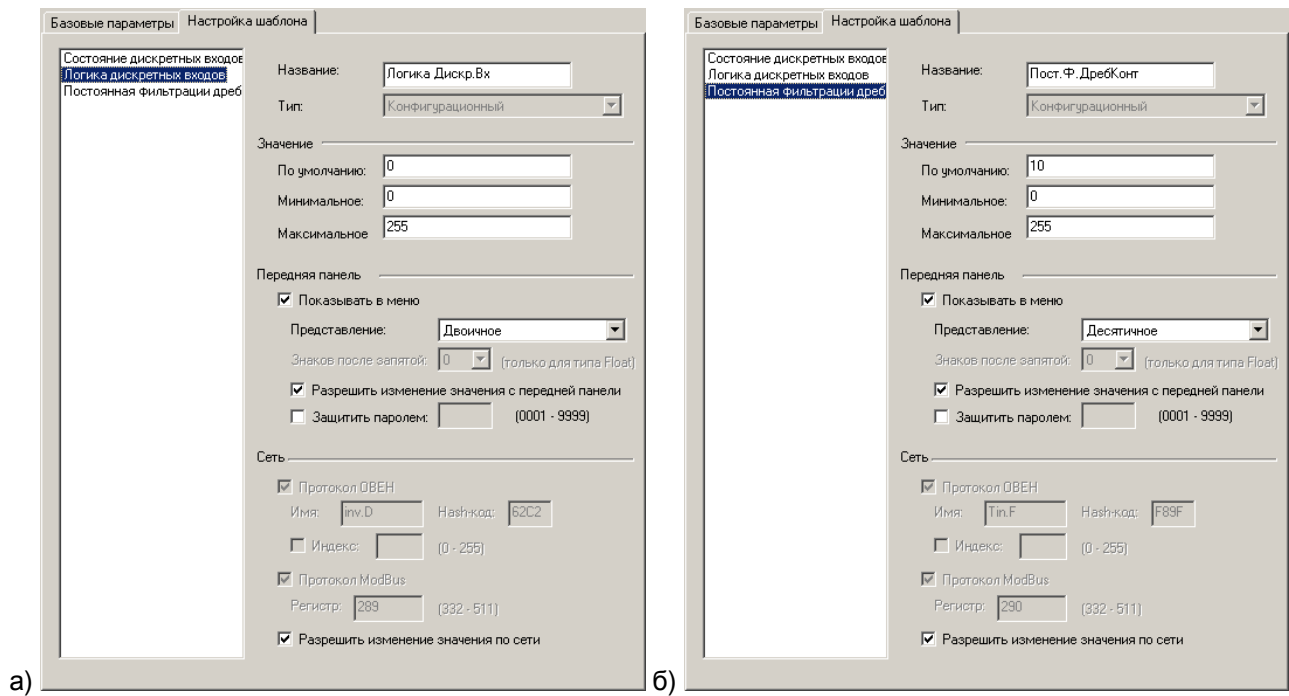 Базовые параметры Настройка шаблона
Состояние дискретных входов
Логика дискретных входов
Постоянная фильтрации дреб
Название: Логика Дискр.Вх
Тип: Конфигурационный
Значение
По умолчанию: 0
Минимальное: 0
Максимальное 255
Передняя панель
Показывать в меню
Представление: Двоичное
Знаков после запятой: 0 (только для типа Float)
Разрешить изменение значения с передней панели
Защитить паролем: (0001 - 9999)
Сеть
Протокол ОВЕН
Имя: inv.D Hash-код: 62C2
Индекс: (0 - 255)
Протокол ModBus
Регистр: 289 (332 - 511)
Разрешить изменение значения по сети
а)
Базовые параметры Настройка шаблона
Состояние дискретных входов
Логика дискретных входов
Постоянная фильтрации дреб
Название: Пост.Ф.ДребКонт
Тип: Конфигурационный
Значение
По умолчанию: 10
Минимальное: 0
Максимальное 255
Передняя панель
Показывать в меню
Представление: Десятичное
Знаков после запятой: 0 (только для типа Float)
Разрешить изменение значения с передней панели
Защитить паролем: (0001 - 9999)
Сеть
Протокол ОВЕН
Имя: Tin.F Hash-код: F89F
Индекс: (0 - 255)
Протокол ModBus
Регистр: 290 (332 - 511)
Разрешить изменение значения по сети
б)